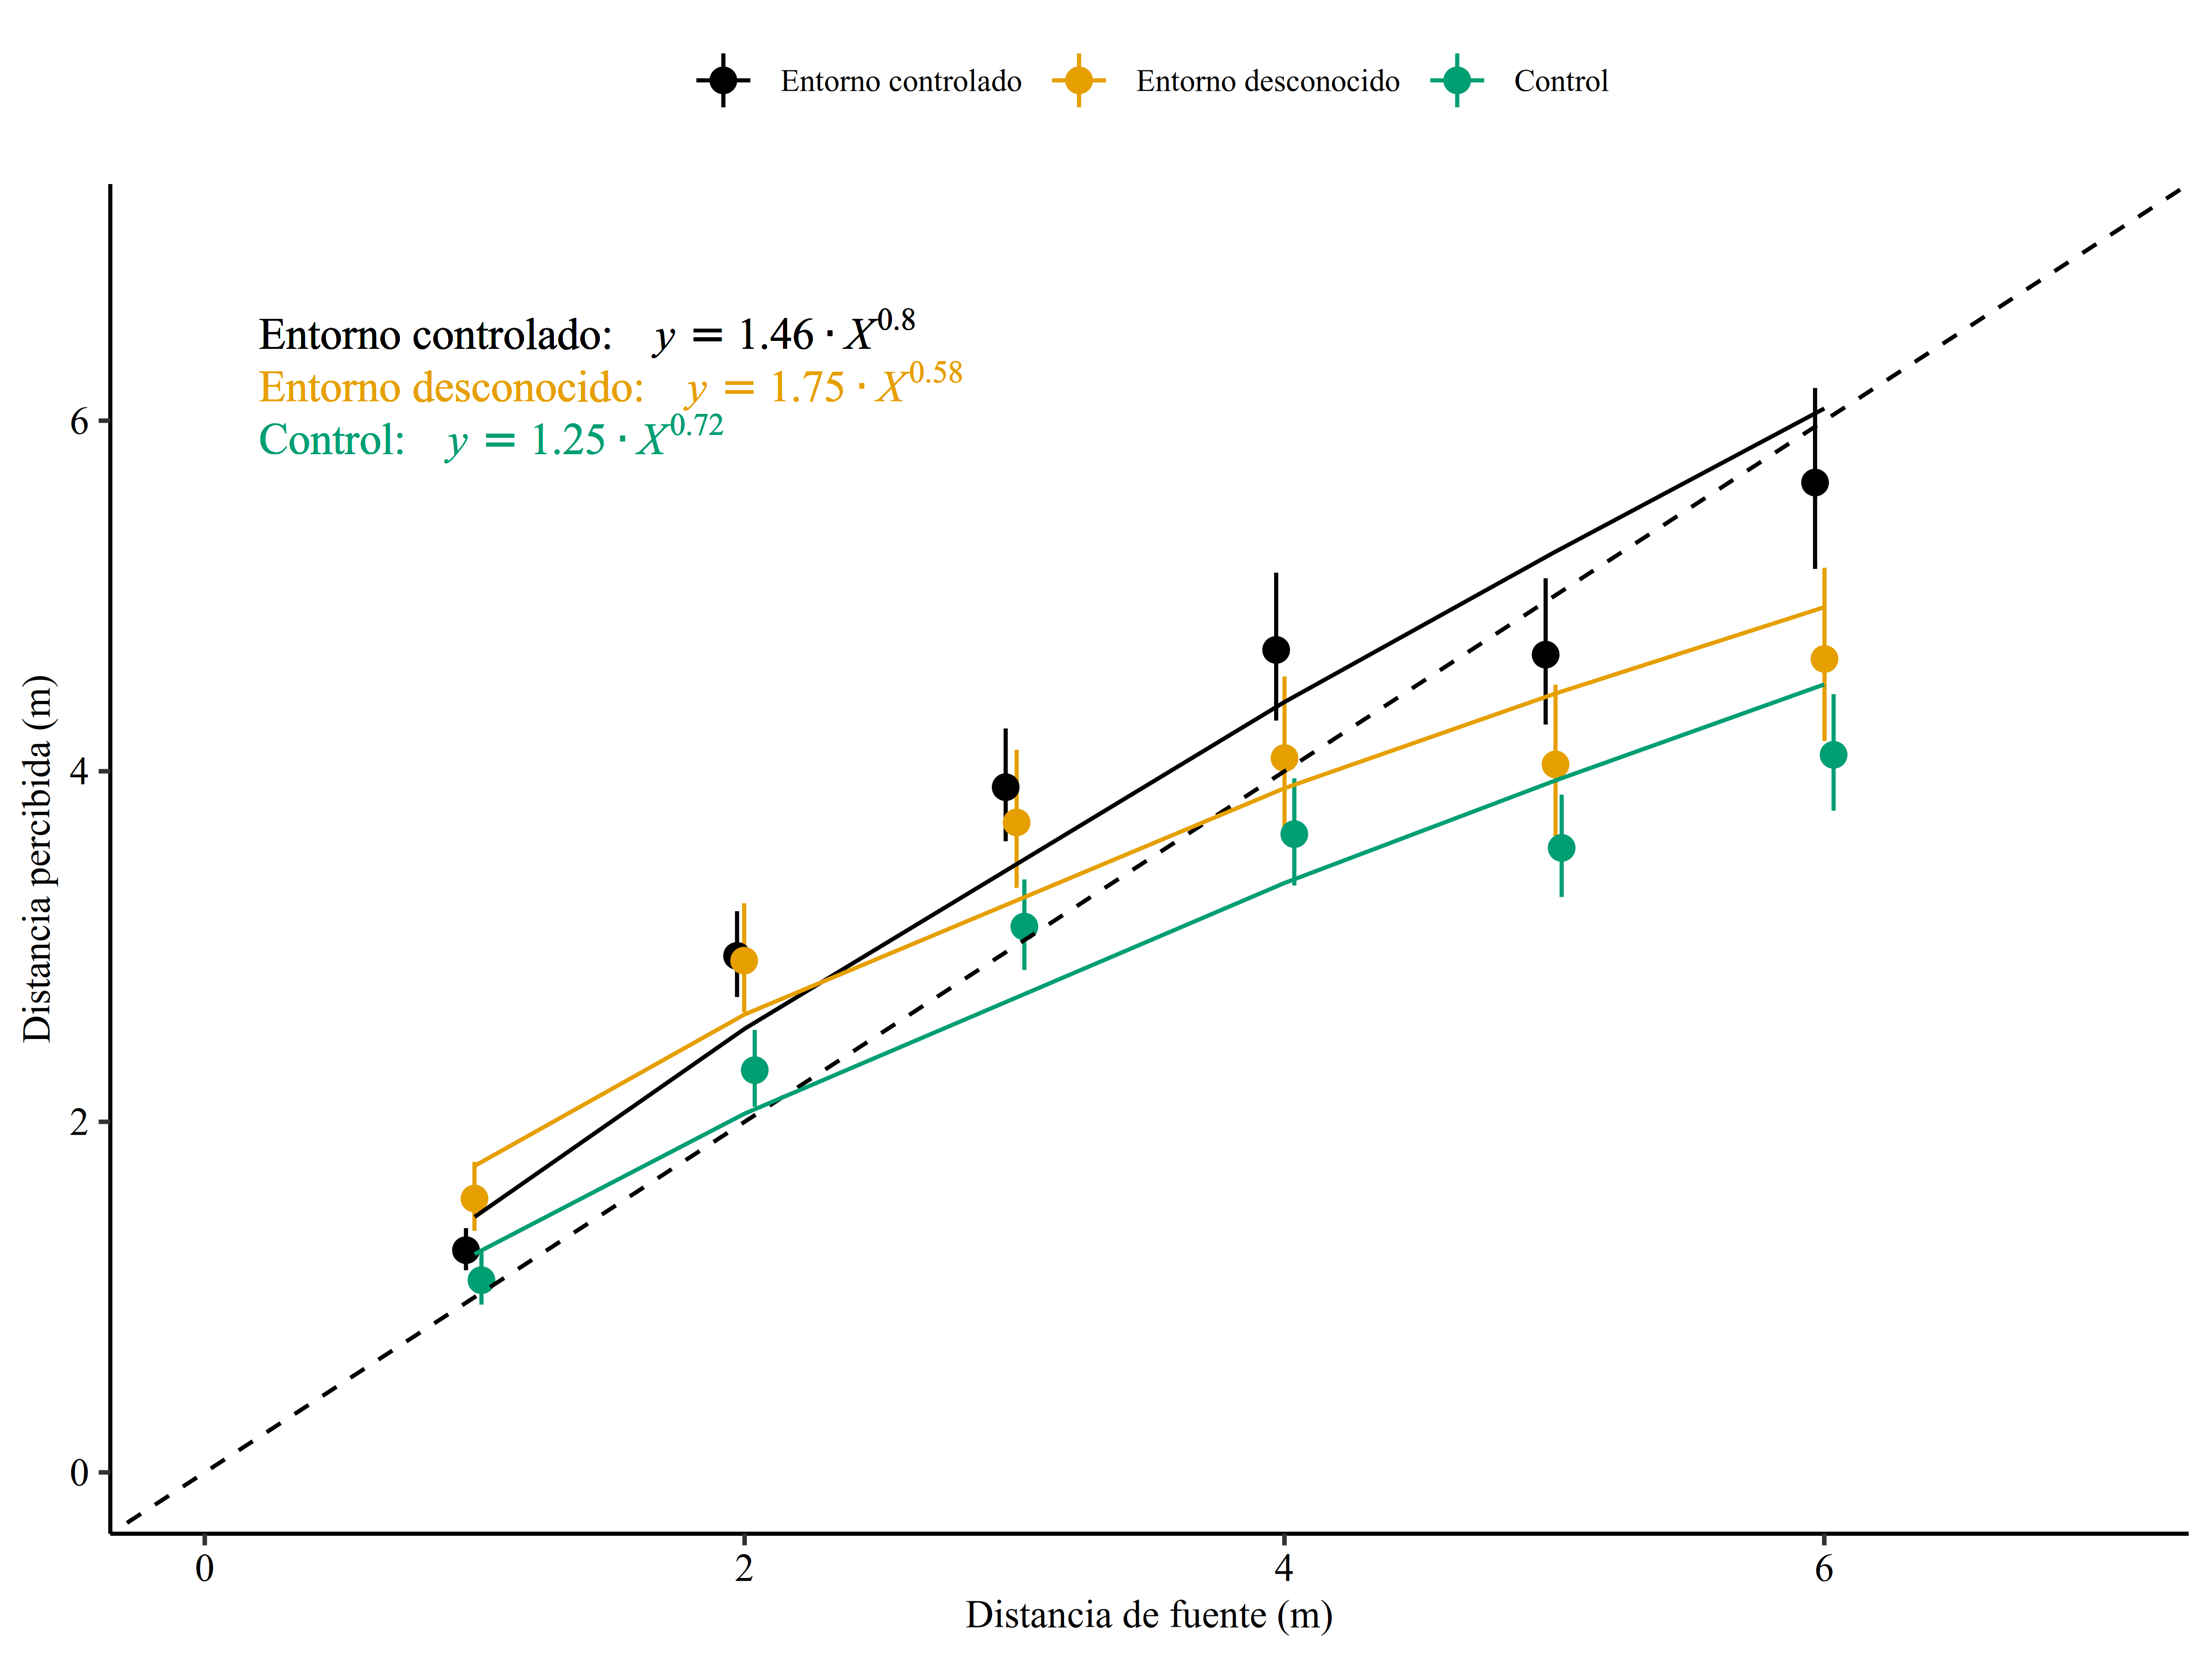 Entorno controlado Entorno desconocido Control
Entorno controlado: y = 1.46 · X^0.8
Entorno desconocido: y = 1.75 · X^0.58
Control: y = 1.25 · X^0.72
6
4
2
0
Distancia percibida (m)
0 2 4 6
Distancia de fuente (m)